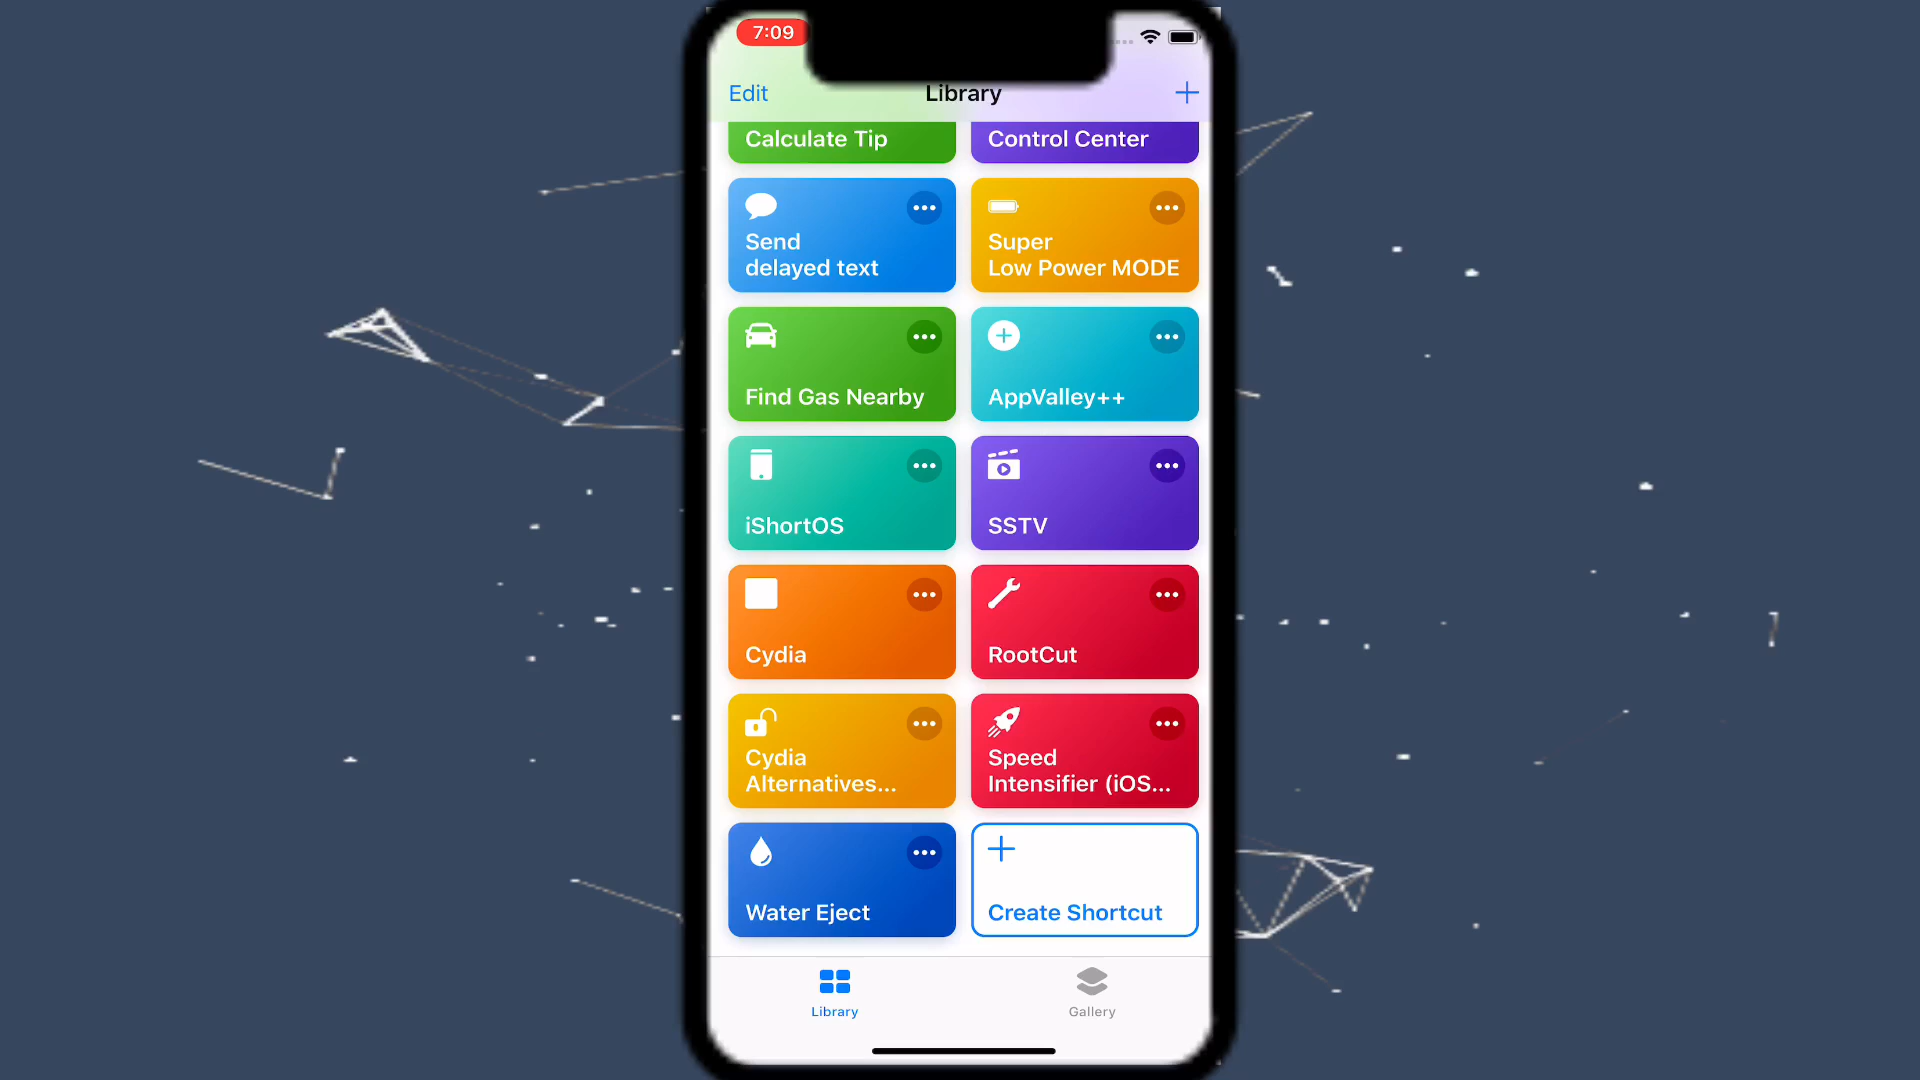 7:09
Edit
Library
Calculate Tip
Control Center
Send
delayed text
Super
Low Power MODE
Find Gas Nearby
AppValley++
iShortOS
SSTV
Cydia
RootCut
Cydia
Alternatives...
Speed
Intensifier (iOS...
Water Eject
Create Shortcut
Library
Gallery